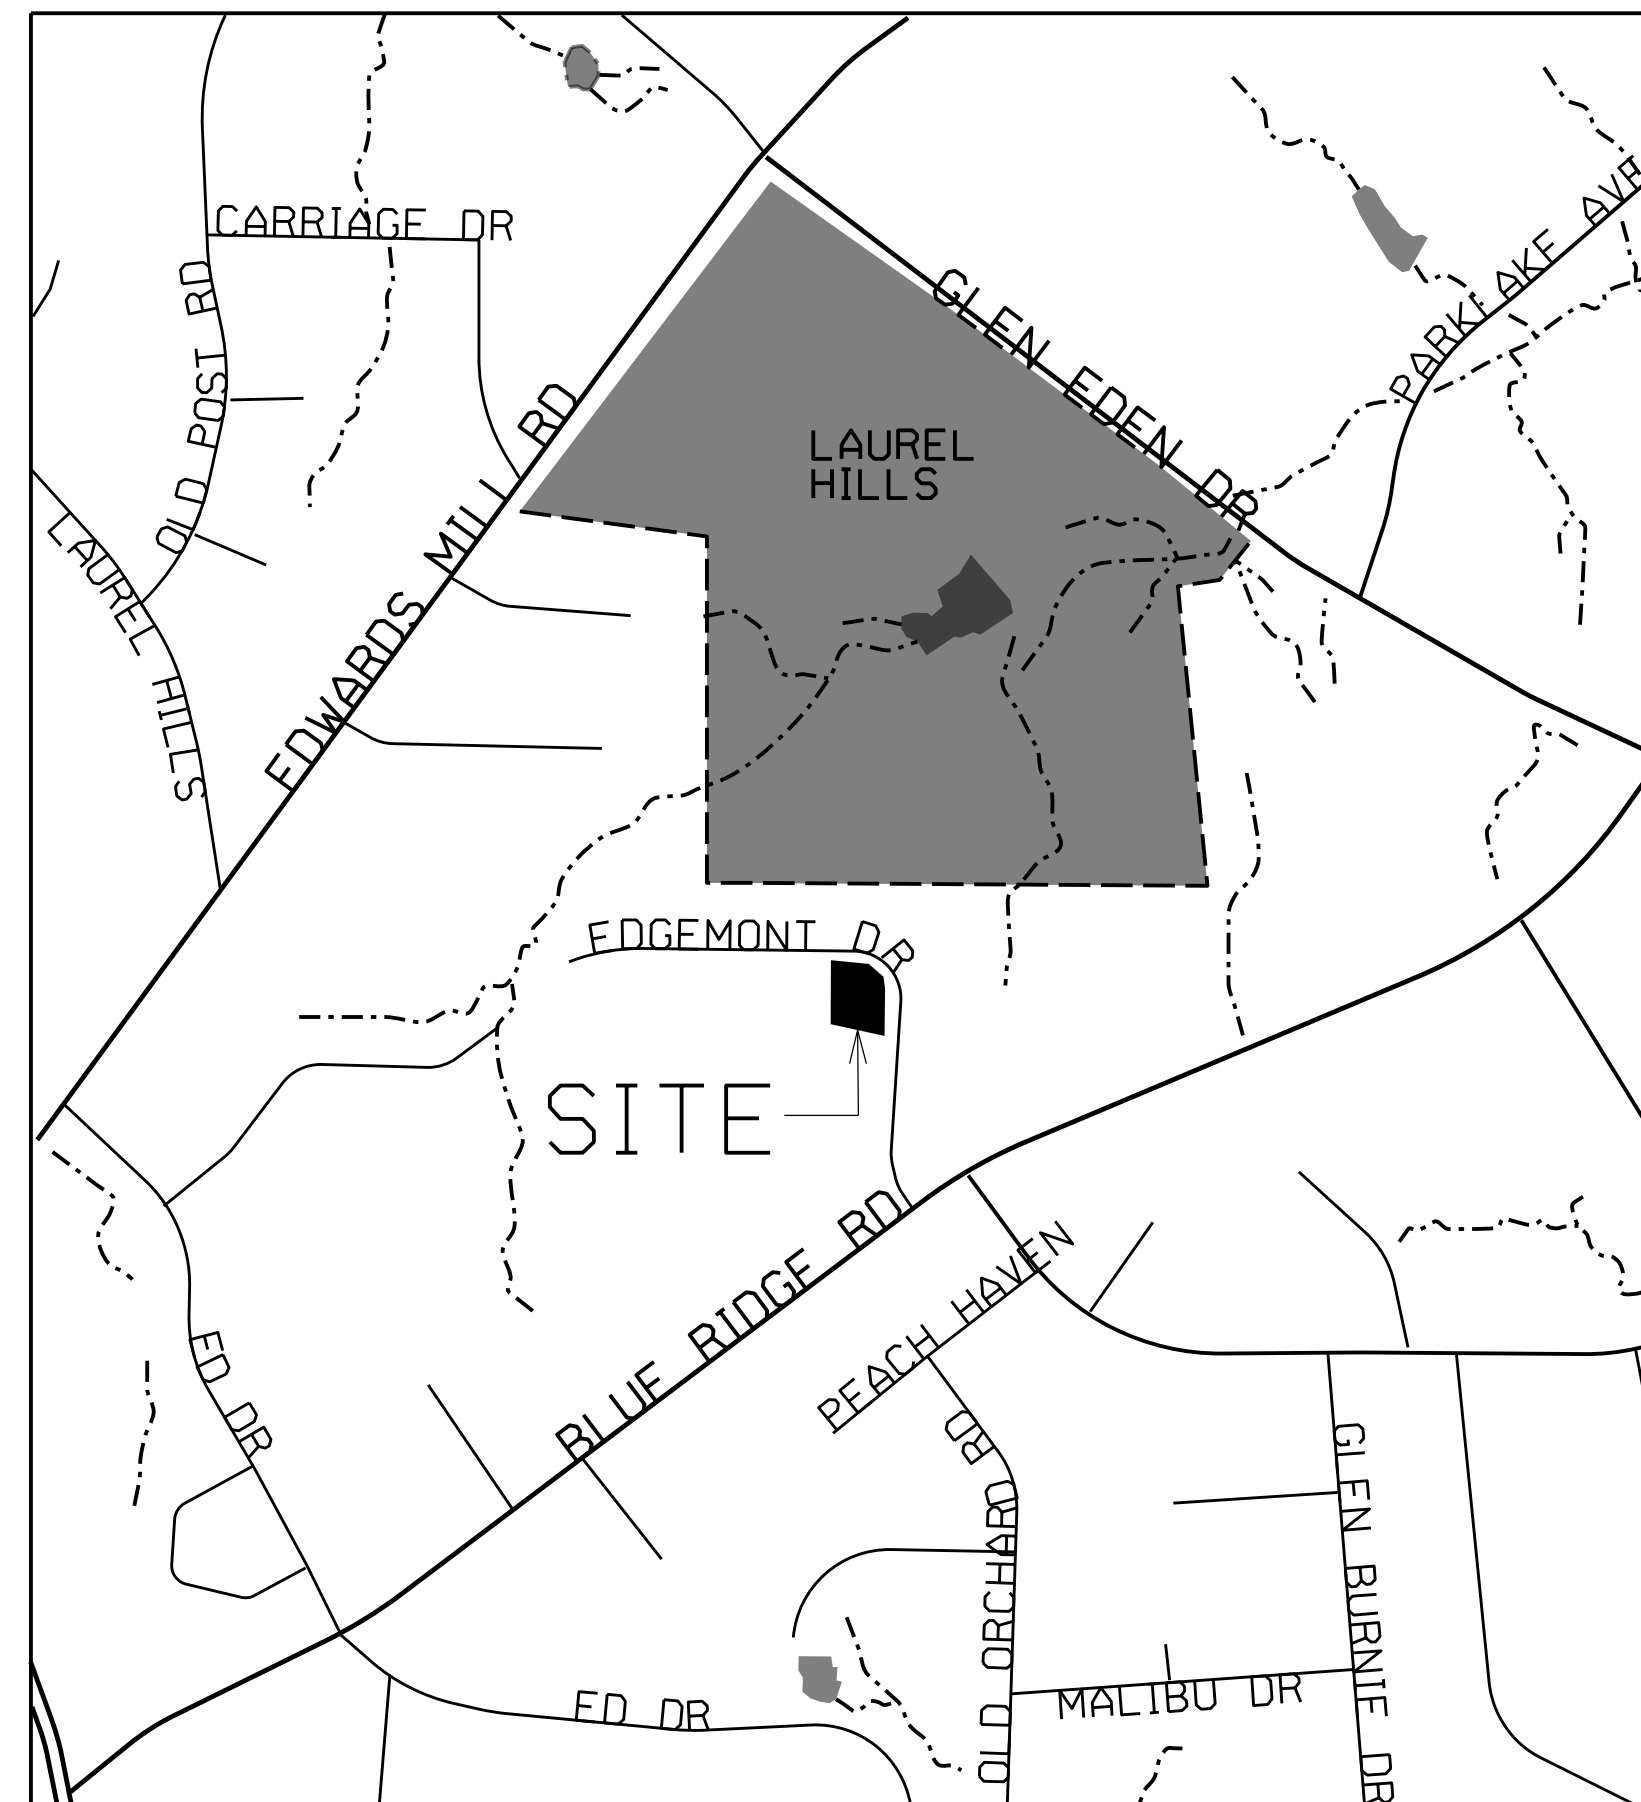 CARRIAGE DR
OLD POST RD
LAUREL HILLS
EDWARDS MILL RD
GLEN EDEN DR
PARKLAKE AVE
LAUREL
HILLS
EDGEMONT DR
SITE
BLUE RIDGE RD
PEACH HAVEN
ED DR
OLD ORCHARD RD
GLEN BURNIE DR
MALIBU DR
ED DR